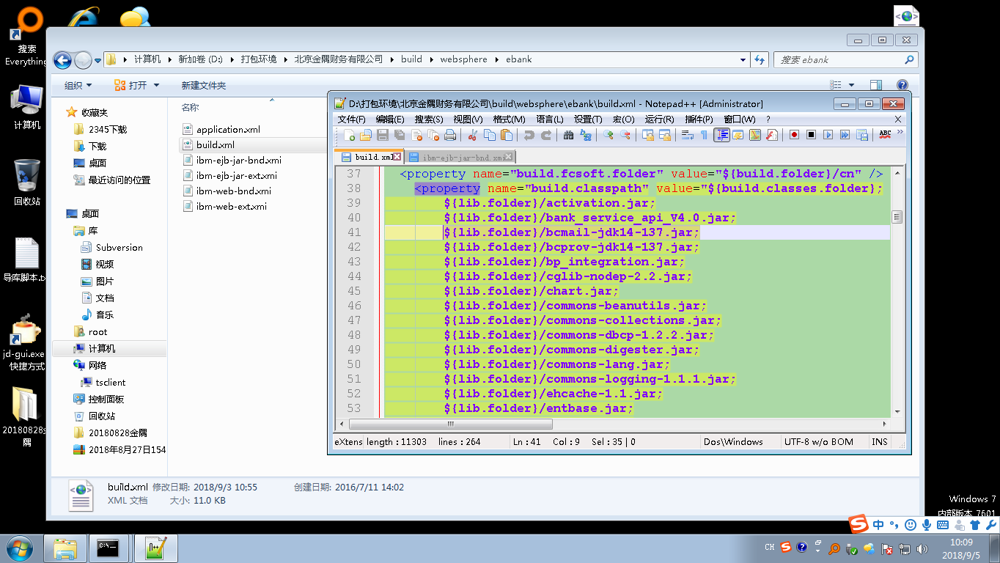 搜索
Everything
计算机
回收站
导库脚本.tx
jd-gui.exe
快捷方式
20180828金
隅
计算机 新加卷 (D:) 打包环境 北京金隅财务有限公司 build websphere ebank
搜索 ebank
组织 打开 新建文件夹
收藏夹
2345下载
下载
桌面
最近访问的位置
桌面
库
Subversion
视频
图片
文档
音乐
root
计算机
网络
tsclient
控制面板
回收站
20180828金隅
2018年8月27日154
名称
application.xml
build.xml
ibm-ejb-jar-bnd.xmi
ibm-ejb-jar-ext.xmi
ibm-web-bnd.xmi
ibm-web-ext.xmi
D:\打包环境\北京金隅财务有限公司\build\websphere\ebank\build.xml - Notepad++ [Administrator]
文件(F) 编辑(E) 搜索(S) 视图(V) 格式(M) 语言(L) 设置(T) 宏(O) 运行(R) 插件(P) 窗口(W) ? X
ABC
build.xml ibm-ejb-jar-bnd.xmi
37 <property name="build.fcsoft.folder" value="${build.folder}/cn" />
38 <property name="build.classpath" value="${build.classes.folder};
39 ${lib.folder}/activation.jar;
40 ${lib.folder}/bank_service_api_V4.0.jar;
41 ${lib.folder}/bcmail-jdk14-137.jar;
42 ${lib.folder}/bcprov-jdk14-137.jar;
43 ${lib.folder}/bp_integration.jar;
44 ${lib.folder}/cglib-nodep-2.2.jar;
45 ${lib.folder}/chart.jar;
46 ${lib.folder}/commons-beanutils.jar;
47 ${lib.folder}/commons-collections.jar;
48 ${lib.folder}/commons-dbcp-1.2.2.jar;
49 ${lib.folder}/commons-digester.jar;
50 ${lib.folder}/commons-lang.jar;
51 ${lib.folder}/commons-logging-1.1.1.jar;
52 ${lib.folder}/ehcache-1.1.jar;
53 ${lib.folder}/entbase.jar;
eXtens length : 11303 lines : 264 Ln : 41 Col : 9 Sel : 35 | 0 Dos\Windows UTF-8 w/o BOM INS
build.xml 修改日期: 2018/9/3 10:55 创建日期: 2016/7/11 14:02
XML 文档 大小: 11.0 KB
Windows 7
内部版本 7601
中
C:\
CH
10:09
2018/9/5